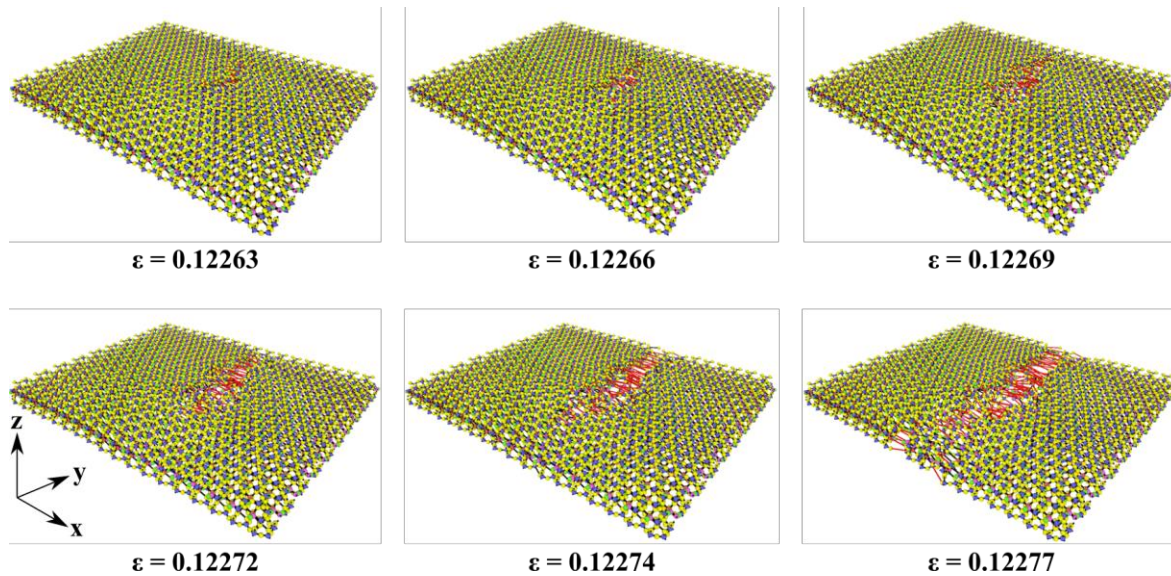 ε = 0.12263
ε = 0.12266
ε = 0.12269
z
y
x
ε = 0.12272
ε = 0.12274
ε = 0.12277